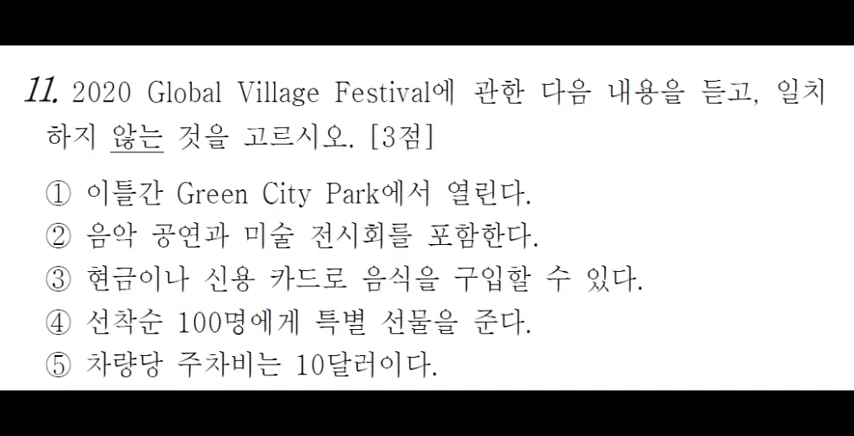 11. 2020 Global Village Festival에 관한 다음 내용을 듣고, 일치
하지 않는 것을 고르시오. [3점]
① 이틀간 Green City Park에서 열린다.
② 음악 공연과 미술 전시회를 포함한다.
③ 현금이나 신용 카드로 음식을 구입할 수 있다.
④ 선착순 100명에게 특별 선물을 준다.
⑤ 차량당 주차비는 10달러이다.